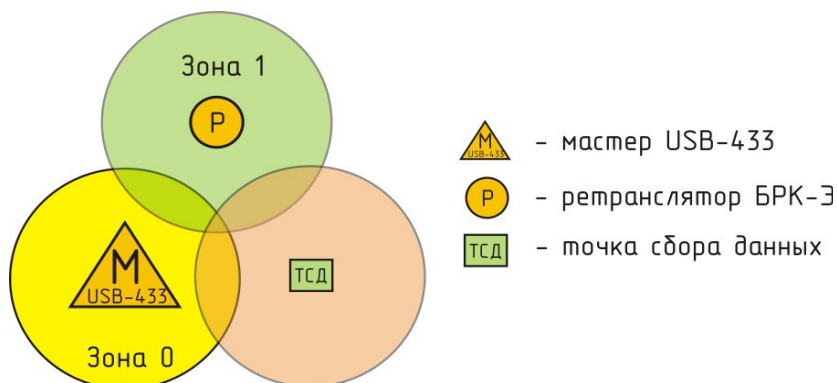 Зона 1
Р
М
USB-433
Зона 0
ТСД
М
USB-433
– мастер USB-433
Р
– ретранслятор БРК-Э
ТСД
– точка сбора данных